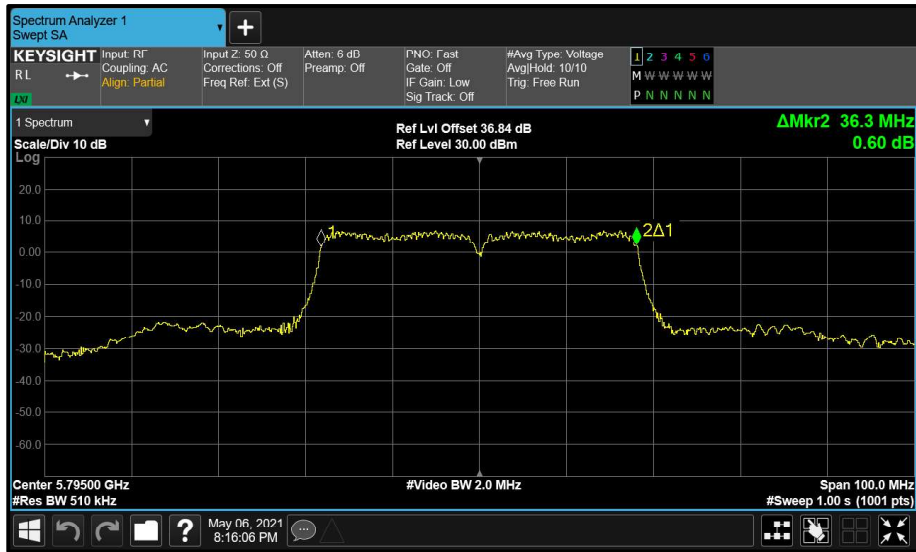 Spectrum Analyzer 1
Swept SA
+
KEYSIGHT Input: RF Input Z: 50 Ω Atten: 6 dB PNO: Fast #Avg Type: Voltage 1 2 3 4 5 6
RL Coupling: AC Corrections: Off Preamp: Off Gate: Off Avg|Hold: 10/10 M W W W W W
Align: Partial Freq Ref: Ext (S) IF Gain: Low Trig: Free Run
LXI Sig Track: Off P N N N N N
1 Spectrum Ref Lvl Offset 36.84 dB ΔMkr2 36.3 MHz
Scale/Div 10 dB Ref Level 30.00 dBm 0.60 dB
Log
20.0
10.0
1 2Δ1
0.00
-10.0
-20.0
-30.0
-40.0
-50.0
-60.0
Center 5.79500 GHz #Video BW 2.0 MHz Span 100.0 MHz
#Res BW 510 kHz #Sweep 1.00 s (1001 pts)
? May 06, 2021
8:16:06 PM